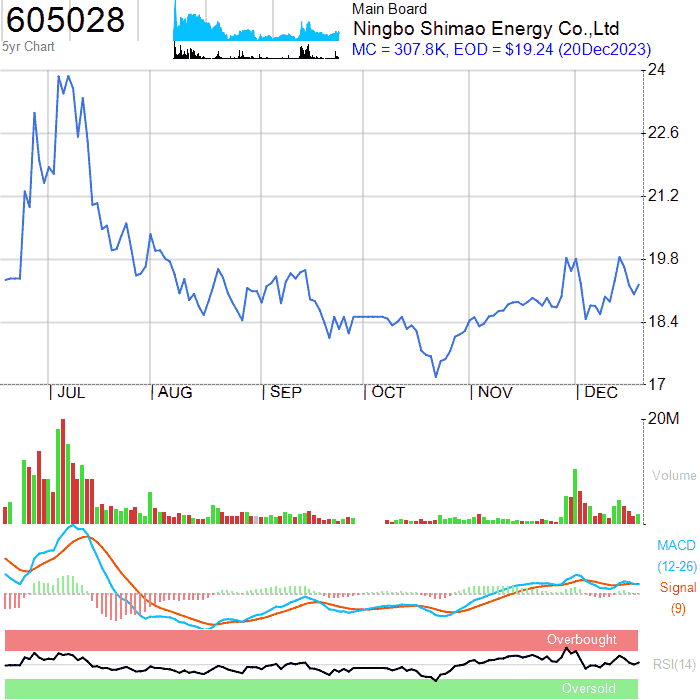 605028
5yr Chart
Main Board
Ningbo Shimao Energy Co.,Ltd
MC = 307.8K, EOD = $19.24 (20Dec2023)
24
22.6
21.2
19.8
18.4
17
JUL
AUG
SEP
OCT
NOV
DEC
20M
Volume
MACD
(12-26)
Signal
(9)
Overbought
RSI(14)
Oversold